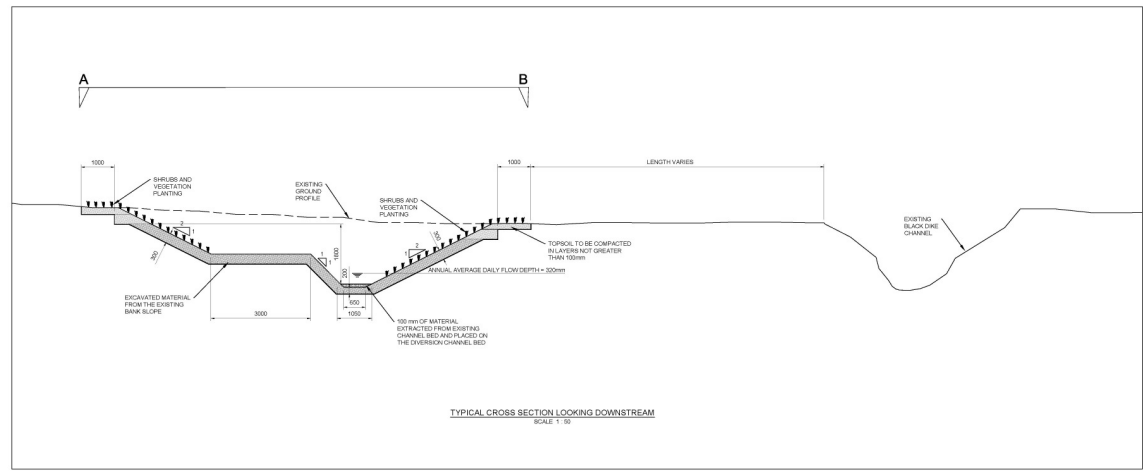 A
B
1000
1000
LENGTH VARIES
SHRUBS AND
VEGETATION
PLANTING
EXISTING
GROUND
PROFILE
SHRUBS AND
VEGETATION
PLANTING
EXISTING
BLACK DIKE
CHANNEL
2
1
300
1600
200
1
1
2
1
300
TOPSOIL TO BE COMPACTED
IN LAYERS NOT GREATER
THAN 100mm
ANNUAL AVERAGE DAILY FLOW DEPTH = 320mm
EXCAVATED MATERIAL
FROM THE EXISTING
BANK SLOPE
3000
650
1050
100 mm OF MATERIAL
EXTRACTED FROM EXISTING
CHANNEL BED AND PLACED ON
THE DIVERSION CHANNEL BED
TYPICAL CROSS SECTION LOOKING DOWNSTREAM
SCALE 1 : 50